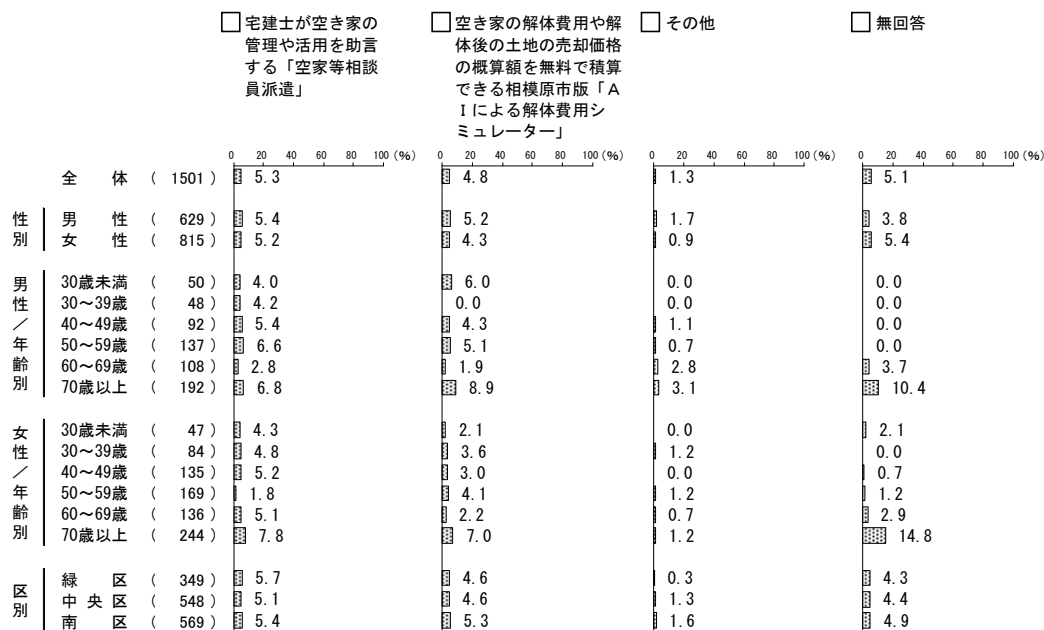 宅建士が空き家の
管理や活用を助言
する「空家等相談
員派遣」
空き家の解体費用や解
体後の土地の売却価格
の概算額を無料で積算
できる相模原市版「Ａ
Ｉによる解体費用シ
ミュレーター」
その他
無回答
0 20 40 60 80 100 (%) 0 20 40 60 80 100 (%) 0 20 40 60 80 100 (%) 0 20 40 60 80 100 (%)
全 体 ( 1501 ) 5.3 4.8 1.3 5.1
性別
男 性 ( 629 ) 5.4 5.2 1.7 3.8
女 性 ( 815 ) 5.2 4.3 0.9 5.4
男性／年齢別
30歳未満 ( 50 ) 4.0 6.0 0.0 0.0
30～39歳 ( 48 ) 4.2 0.0 0.0 0.0
40～49歳 ( 92 ) 5.4 4.3 1.1 0.0
50～59歳 ( 137 ) 6.6 5.1 0.7 0.0
60～69歳 ( 108 ) 2.8 1.9 2.8 3.7
70歳以上 ( 192 ) 6.8 8.9 3.1 10.4
女性／年齢別
30歳未満 ( 47 ) 4.3 2.1 0.0 2.1
30～39歳 ( 84 ) 4.8 3.6 1.2 0.0
40～49歳 ( 135 ) 5.2 3.0 0.0 0.7
50～59歳 ( 169 ) 1.8 4.1 1.2 1.2
60～69歳 ( 136 ) 5.1 2.2 0.7 2.9
70歳以上 ( 244 ) 7.8 7.0 1.2 14.8
区別
緑 区 ( 349 ) 5.7 4.6 0.3 4.3
中 央 区 ( 548 ) 5.1 4.6 1.3 4.4
南 区 ( 569 ) 5.4 5.3 1.6 4.9